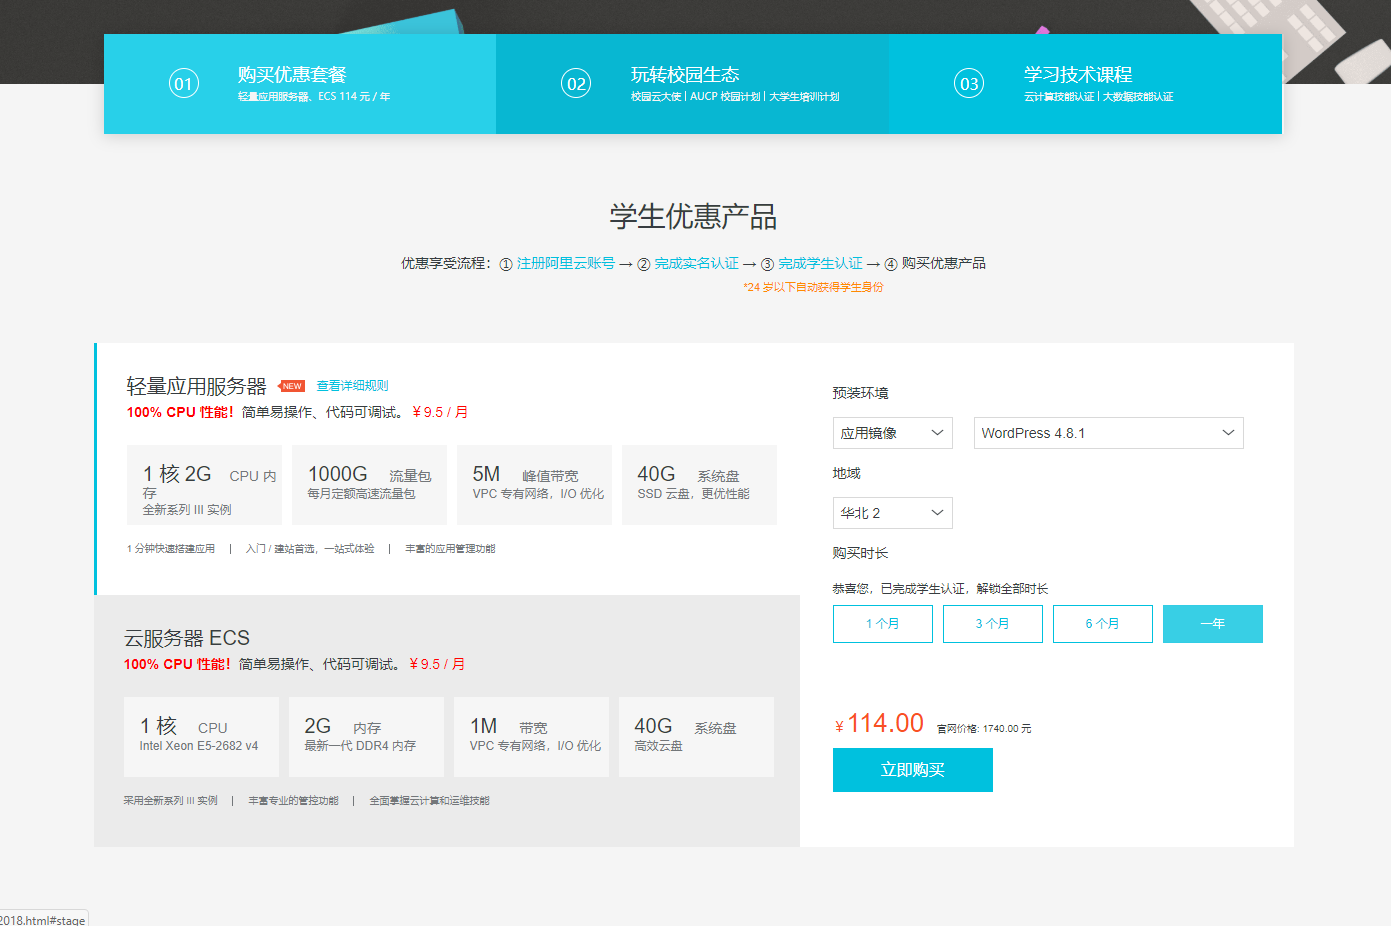 01
购买优惠套餐
轻量应用服务器、ECS 114 元 / 年
02
玩转校园生态
校园云大使 | AUCP 校园计划 | 大学生培训计划
03
学习技术课程
云计算技能认证 | 大数据技能认证
学生优惠产品
优惠享受流程：① 注册阿里云账号 → ② 完成实名认证 → ③ 完成学生认证 → ④ 购买优惠产品
*24 岁以下自动获得学生身份
轻量应用服务器 NEW 查看详细规则
100% CPU 性能！简单易操作、代码可调试。￥9.5 / 月
1 核 2G CPU 内
存
全新系列 III 实例
1000G 流量包
每月定额高速流量包
5M 峰值带宽
VPC 专有网络，I/O 优化
40G 系统盘
SSD 云盘，更优性能
1 分钟快速搭建应用 | 入门 / 建站首选，一站式体验 | 丰富的应用管理功能
云服务器 ECS
100% CPU 性能！简单易操作、代码可调试。￥9.5 / 月
1 核 CPU
Intel Xeon E5-2682 v4
2G 内存
最新一代 DDR4 内存
1M 带宽
VPC 专有网络，I/O 优化
40G 系统盘
高效云盘
采用全新系列 III 实例 | 丰富专业的管控功能 | 全面掌握云计算和运维技能
预装环境
应用镜像
WordPress 4.8.1
地域
华北 2
购买时长
恭喜您，已完成学生认证，解锁全部时长
1 个月
3 个月
6 个月
一年
￥114.00 官网价格: 1740.00 元
立即购买
2018.html#stage